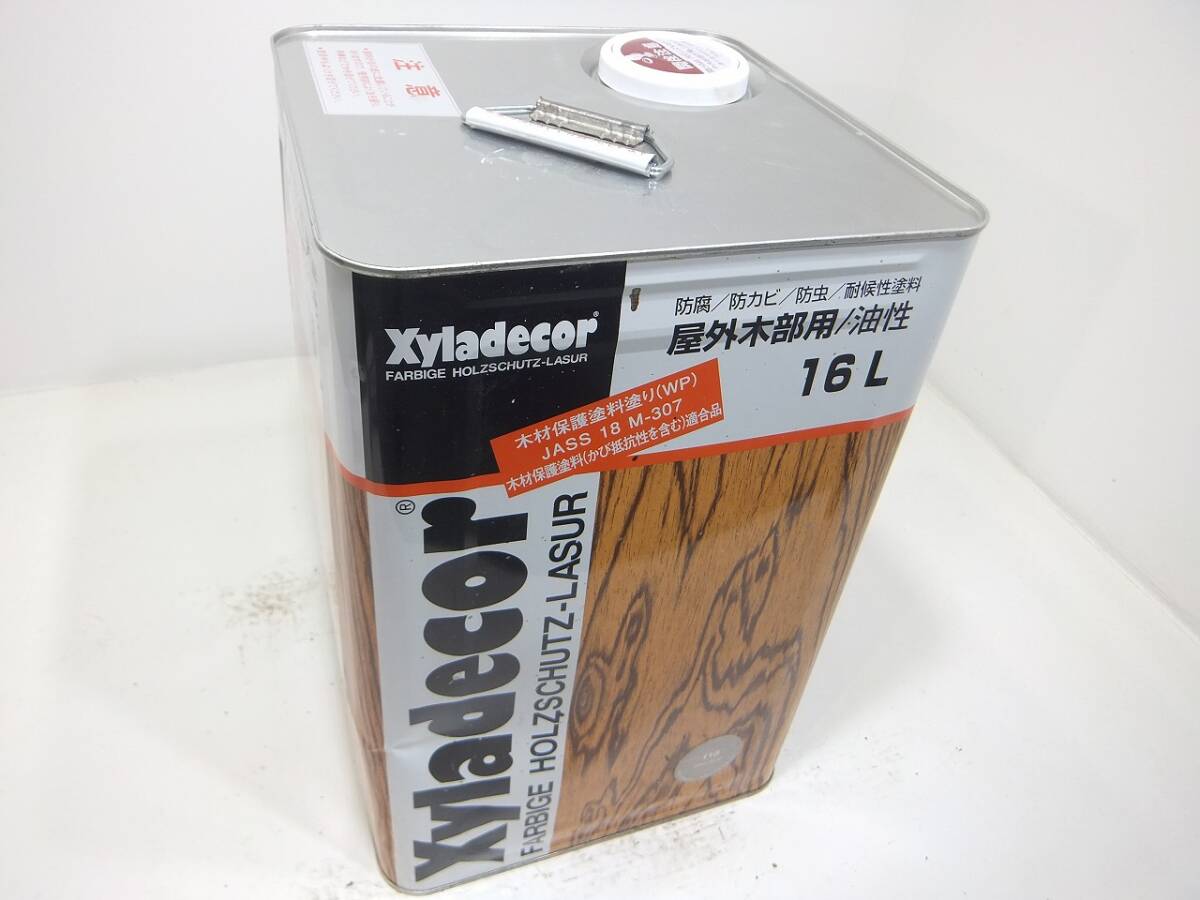 注意
Xyladecor®
FARBIGE HOLZSCHUTZ-LASUR
防腐/防カビ/防虫/耐候性塗料
屋外木部用/油性
16L
木材保護塗料塗り(WP)
JASS 18 M-307
木材保護塗料(かび抵抗性を含む)適合品
Xyladecor®
FARBIGE HOLZSCHUTZ-LASUR